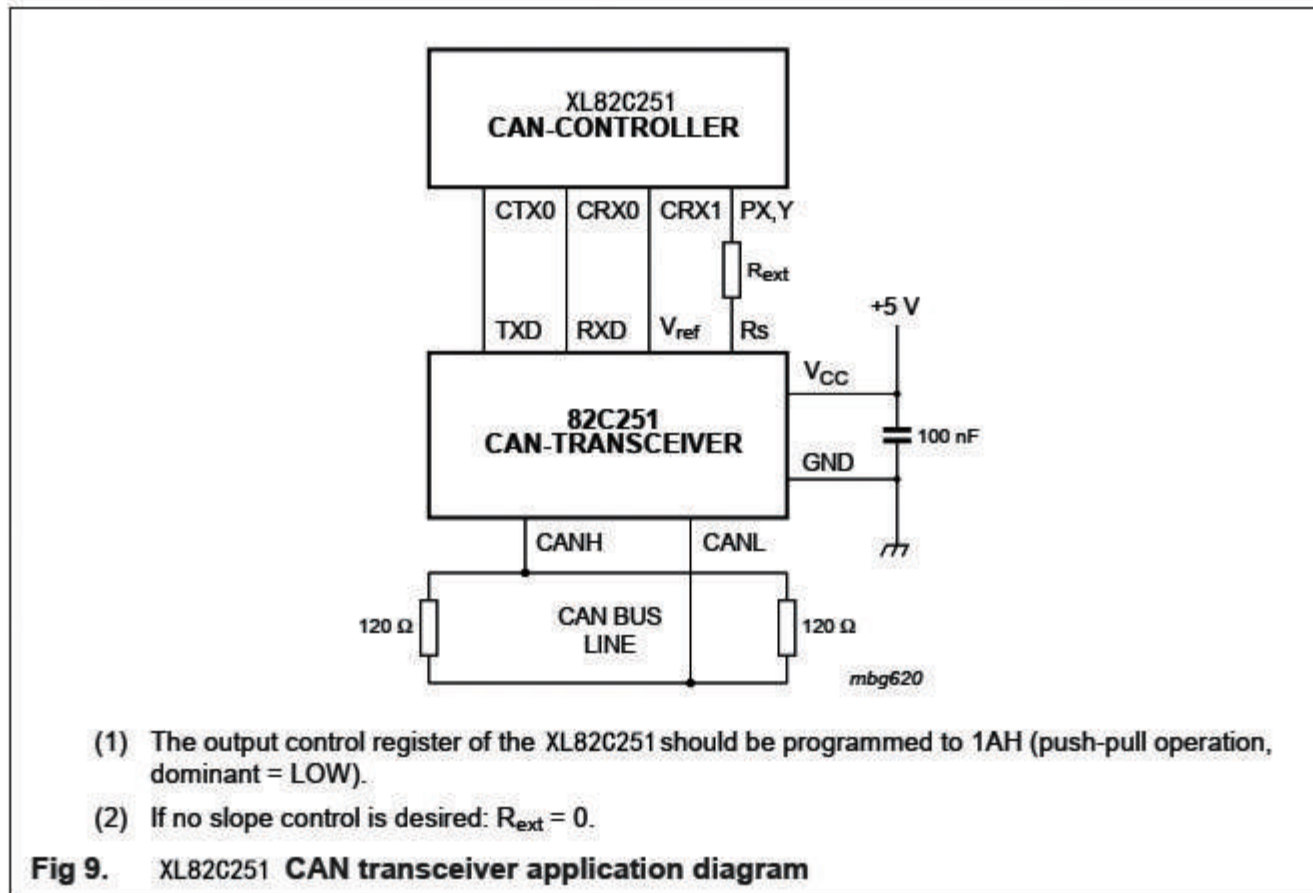 XL82C251
CAN-CONTROLLER
CTX0 CRX0 CRX1 PX,Y
Rext
+5 V
TXD RXD Vref Rs
VCC
82C251
CAN-TRANSCEIVER
100 nF
GND
CANH CANL
120 Ω CAN BUS 120 Ω
LINE
mbg620
(1) The output control register of the XL82C251 should be programmed to 1AH (push-pull operation,
dominant = LOW).
(2) If no slope control is desired: Rext = 0.
Fig 9. XL82C251 CAN transceiver application diagram